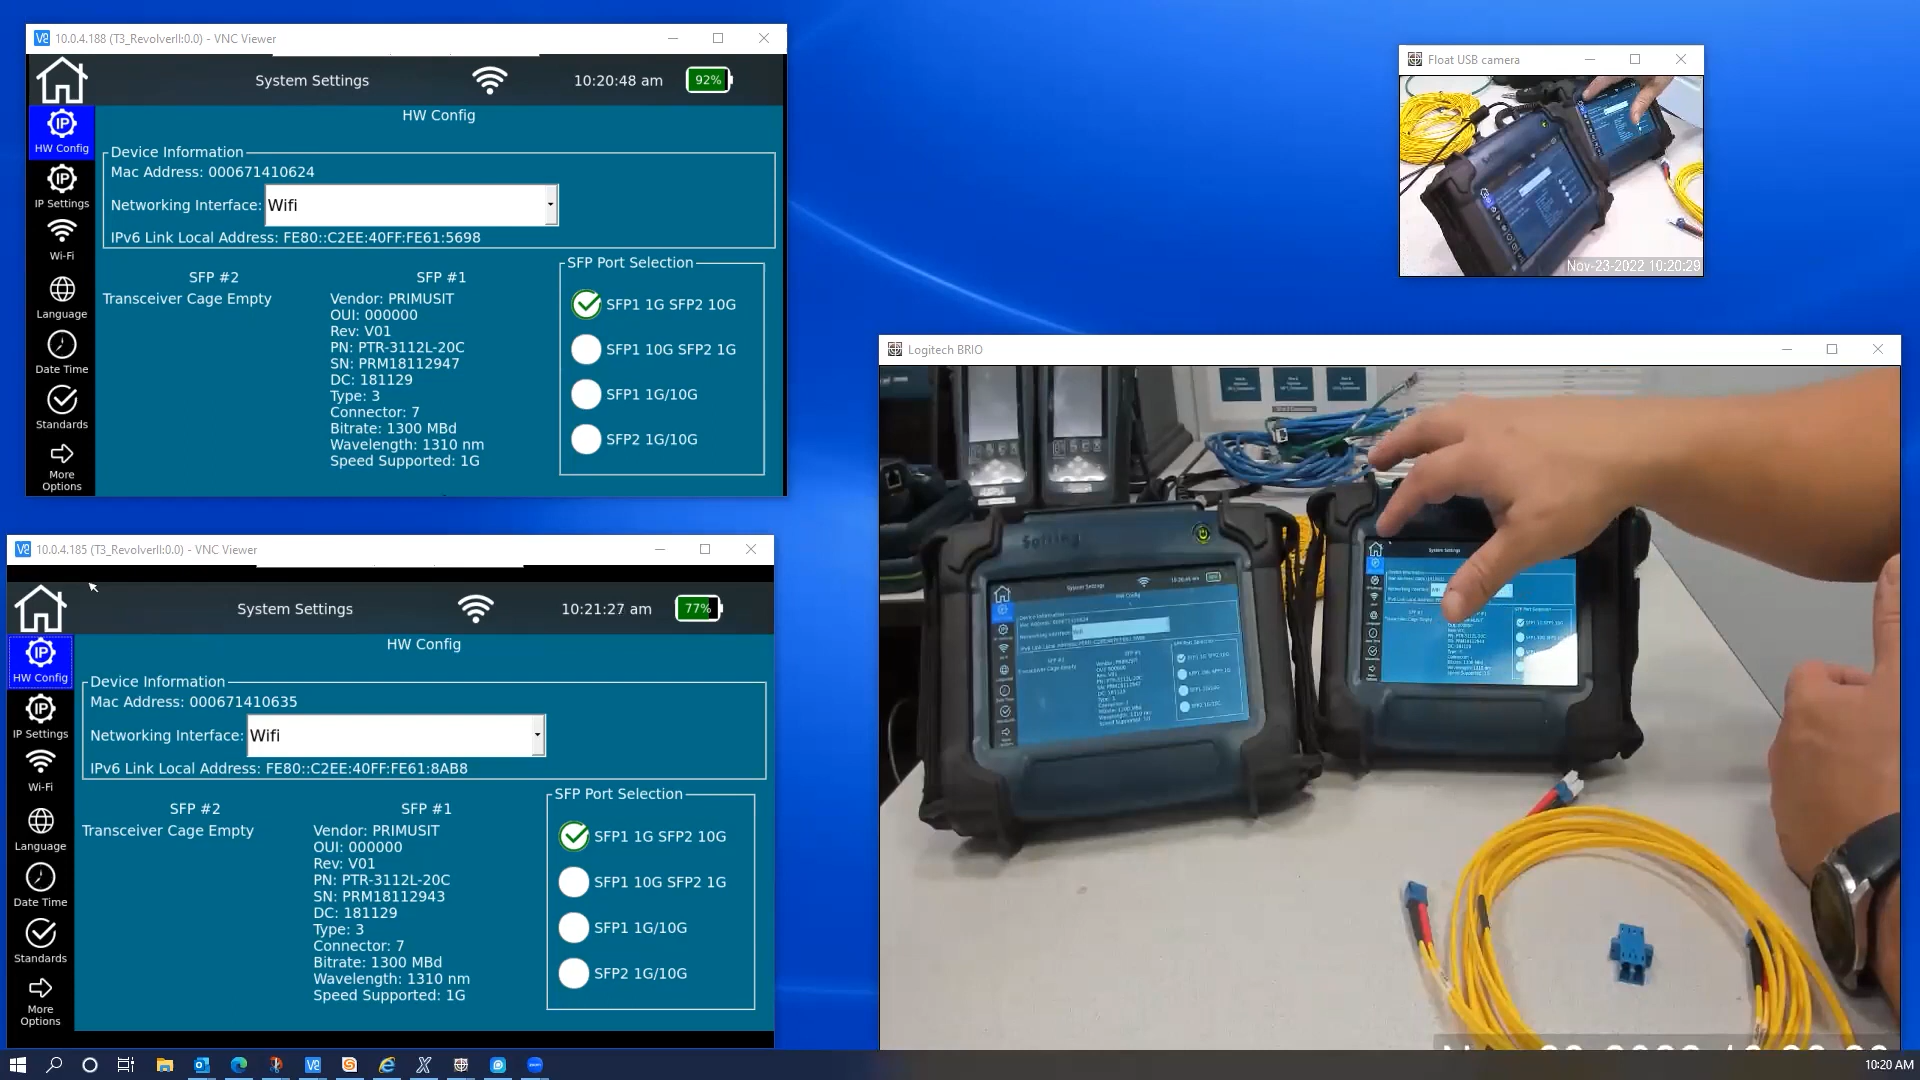 10.0.4.188 (T3_RevolverII:0.0) - VNC Viewer
System Settings
10:20:48 am
92%
HW Config
HW Config
IP Settings
Wi-Fi
Language
Date Time
Standards
More
Options
Device Information
Mac Address: 000671410624
Networking Interface: Wifi
IPv6 Link Local Address: FE80::C2EE:40FF:FE61:5698
SFP #2
Transceiver Cage Empty
SFP #1
Vendor: PRIMUSIT
OUI: 000000
Rev: V01
PN: PTR-3112L-20C
SN: PRM18112947
DC: 181129
Type: 3
Connector: 7
Bitrate: 1300 MBd
Wavelength: 1310 nm
Speed Supported: 1G
SFP Port Selection
SFP1 1G SFP2 10G
SFP1 10G SFP2 1G
SFP1 1G/10G
SFP2 1G/10G
10.0.4.185 (T3_RevolverII:0.0) - VNC Viewer
System Settings
10:21:27 am
77%
HW Config
HW Config
IP Settings
Wi-Fi
Language
Date Time
Standards
More
Options
Device Information
Mac Address: 000671410635
Networking Interface: Wifi
IPv6 Link Local Address: FE80::C2EE:40FF:FE61:8AB8
SFP #2
Transceiver Cage Empty
SFP #1
Vendor: PRIMUSIT
OUI: 000000
Rev: V01
PN: PTR-3112L-20C
SN: PRM18112943
DC: 181129
Type: 3
Connector: 7
Bitrate: 1300 MBd
Wavelength: 1310 nm
Speed Supported: 1G
SFP Port Selection
SFP1 1G SFP2 10G
SFP1 10G SFP2 1G
SFP1 1G/10G
SFP2 1G/10G
Float USB camera
Nov-23-2022 10:20:29
Logitech BRIO
System Settings
HW Config
System Settings
10:20 AM